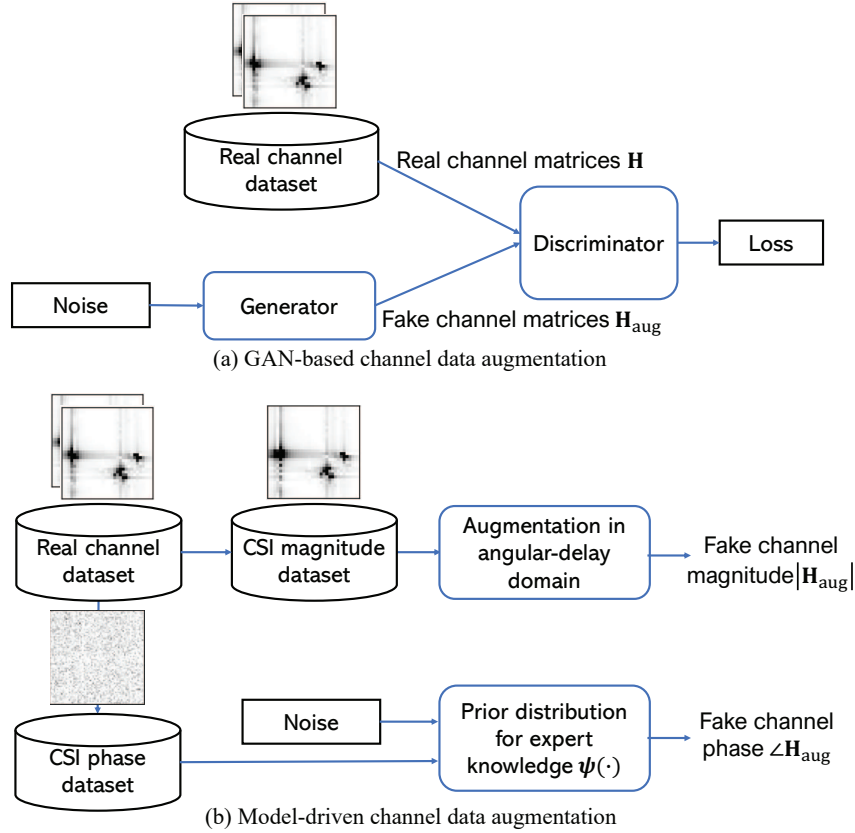 Real channel
dataset
Real channel matrices H
Discriminator
Loss
Noise
Generator
Fake channel matrices H_aug
(a) GAN-based channel data augmentation
Real channel
dataset
CSI magnitude
dataset
Augmentation in
angular-delay
domain
Fake channel
magnitude |H_aug|
CSI phase
dataset
Noise
Prior distribution
for expert
knowledge ψ(·)
Fake channel
phase ∠H_aug
(b) Model-driven channel data augmentation